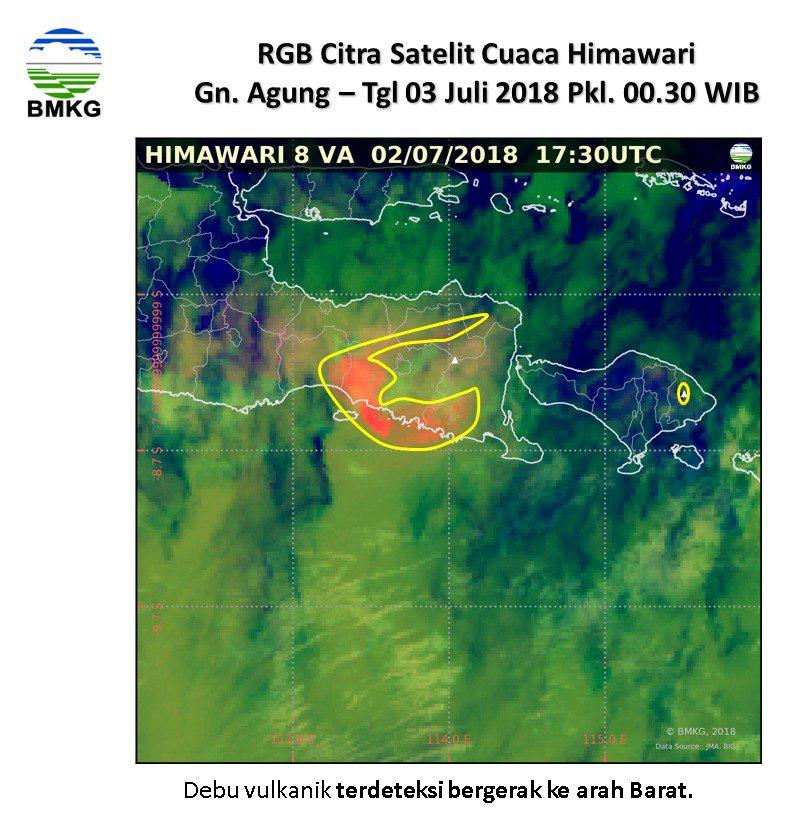 BMKG
RGB Citra Satelit Cuaca Himawari
Gn. Agung – Tgl 03 Juli 2018 Pkl. 00.30 WIB
HIMAWARI 8 VA 02/07/2018 17:30UTC
BMKG
-8.7 S
9.7 S
113.0 E
114.0 E
115.0 E
© BMKG, 2018
Data Source : JMA, BIG
Debu vulkanik terdeteksi bergerak ke arah Barat.